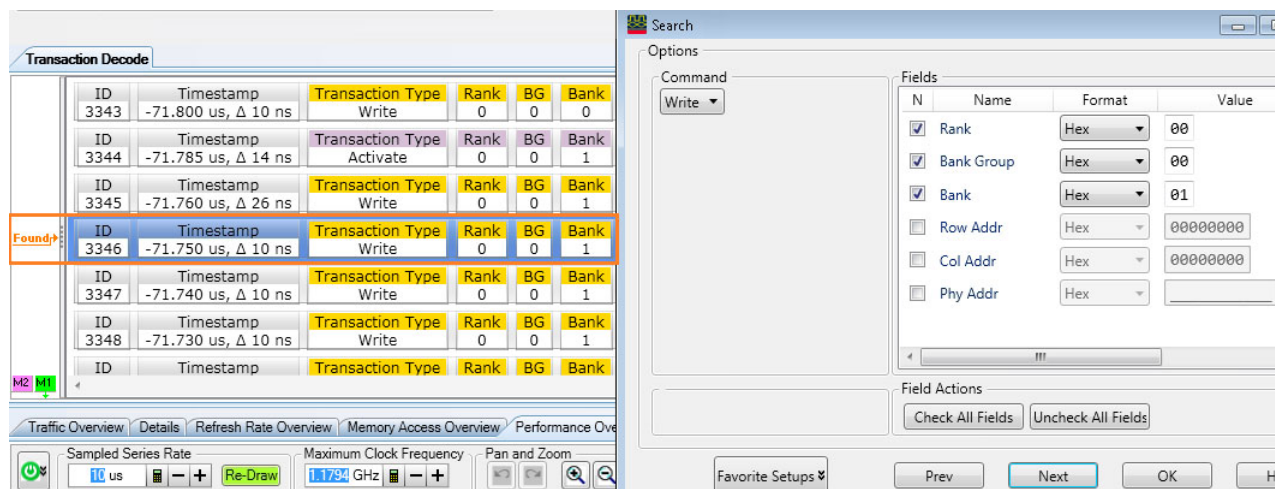 Transaction Decode
ID Timestamp Transaction Type Rank BG Bank
3343 -71.800 us, Δ 10 ns Write 0 0 0
ID Timestamp Transaction Type Rank BG Bank
3344 -71.785 us, Δ 14 ns Activate 0 0 1
ID Timestamp Transaction Type Rank BG Bank
3345 -71.760 us, Δ 26 ns Write 0 0 1
Found
ID Timestamp Transaction Type Rank BG Bank
3346 -71.750 us, Δ 10 ns Write 0 0 1
ID Timestamp Transaction Type Rank BG Bank
3347 -71.740 us, Δ 10 ns Write 0 0 1
ID Timestamp Transaction Type Rank BG Bank
3348 -71.730 us, Δ 10 ns Write 0 0 1
ID Timestamp Transaction Type Rank BG Bank
M2 M1
Traffic Overview Details Refresh Rate Overview Memory Access Overview Performance Ove
Sampled Series Rate Maximum Clock Frequency Pan and Zoom
10 us Re-Draw 1.1794 GHz
Search
Options
Command
Write
Fields
N Name Format Value
Rank Hex 00
Bank Group Hex 00
Bank Hex 01
Row Addr Hex 00000000
Col Addr Hex 00000000
Phy Addr Hex
Field Actions
Check All Fields Uncheck All Fields
Favorite Setups Prev Next OK H